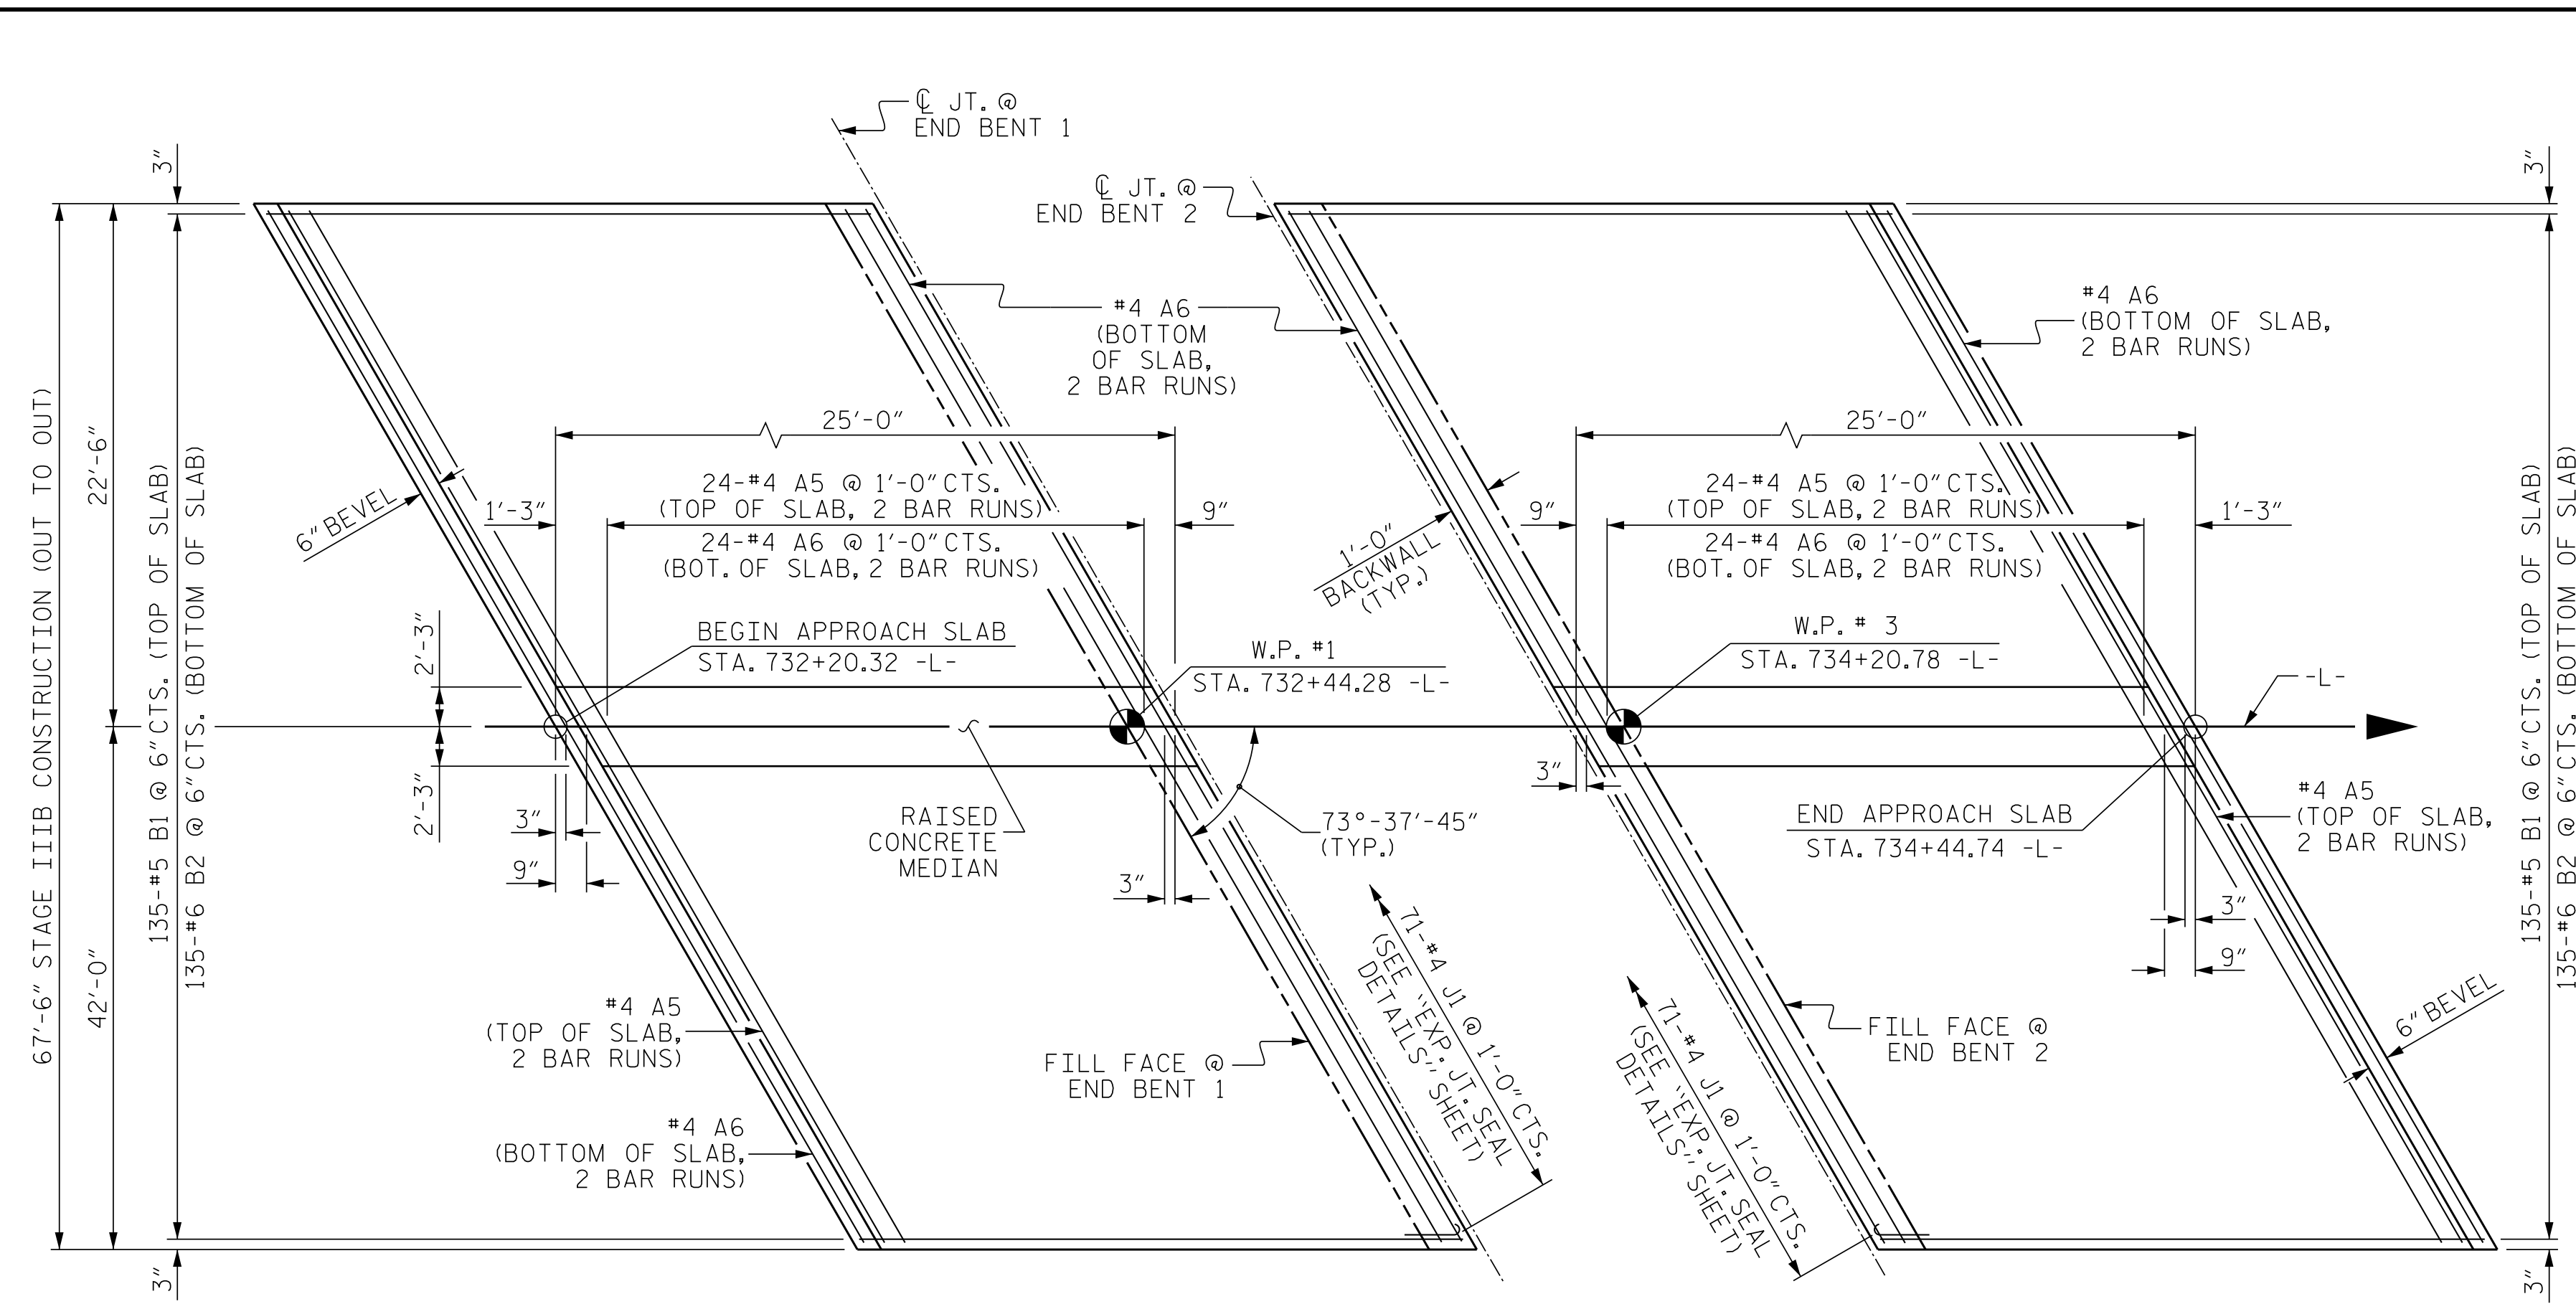 ℄ JT. @
END BENT 1
℄ JT. @
END BENT 2
3"
3"
#4 A6
(BOTTOM
OF SLAB,
2 BAR RUNS)
#4 A6
(BOTTOM OF SLAB,
2 BAR RUNS)
67'-6" STAGE IIIB CONSTRUCTION (OUT TO OUT)
22'-6"
42'-0"
135-#5 B1 @ 6" CTS. (TOP OF SLAB)
135-#6 B2 @ 6" CTS. (BOTTOM OF SLAB)
6" BEVEL
25'-0"
1'-3"
24-#4 A5 @ 1'-0" CTS.
(TOP OF SLAB, 2 BAR RUNS)
24-#4 A6 @ 1'-0" CTS.
(BOT. OF SLAB, 2 BAR RUNS)
9"
1'-0"
BACKWALL
(TYP.)
25'-0"
9"
24-#4 A5 @ 1'-0" CTS.
(TOP OF SLAB, 2 BAR RUNS)
24-#4 A6 @ 1'-0" CTS.
(BOT. OF SLAB, 2 BAR RUNS)
1'-3"
2'-3"
2'-3"
BEGIN APPROACH SLAB
STA. 732+20.32 -L-
W.P. #1
STA. 732+44.28 -L-
W.P. # 3
STA. 734+20.78 -L-
-L-
3"
9"
RAISED
CONCRETE
MEDIAN
3"
73°-37'-45"
(TYP.)
3"
END APPROACH SLAB
STA. 734+44.74 -L-
#4 A5
(TOP OF SLAB,
2 BAR RUNS)
3"
9"
#4 A5
(TOP OF SLAB,
2 BAR RUNS)
#4 A6
(BOTTOM OF SLAB,
2 BAR RUNS)
FILL FACE @
END BENT 1
71-#4 J1 @ 1'-0" CTS.
(SEE "EXP. JT. SEAL
DETAILS" SHEET)
71-#4 J1 @ 1'-0" CTS.
(SEE "EXP. JT. SEAL
DETAILS" SHEET)
FILL FACE @
END BENT 2
6" BEVEL
135-#5 B1 @ 6" CTS. (TOP OF SLAB)
135-#6 B2 @ 6" CTS. (BOTTOM OF SLAB)
3"
3"